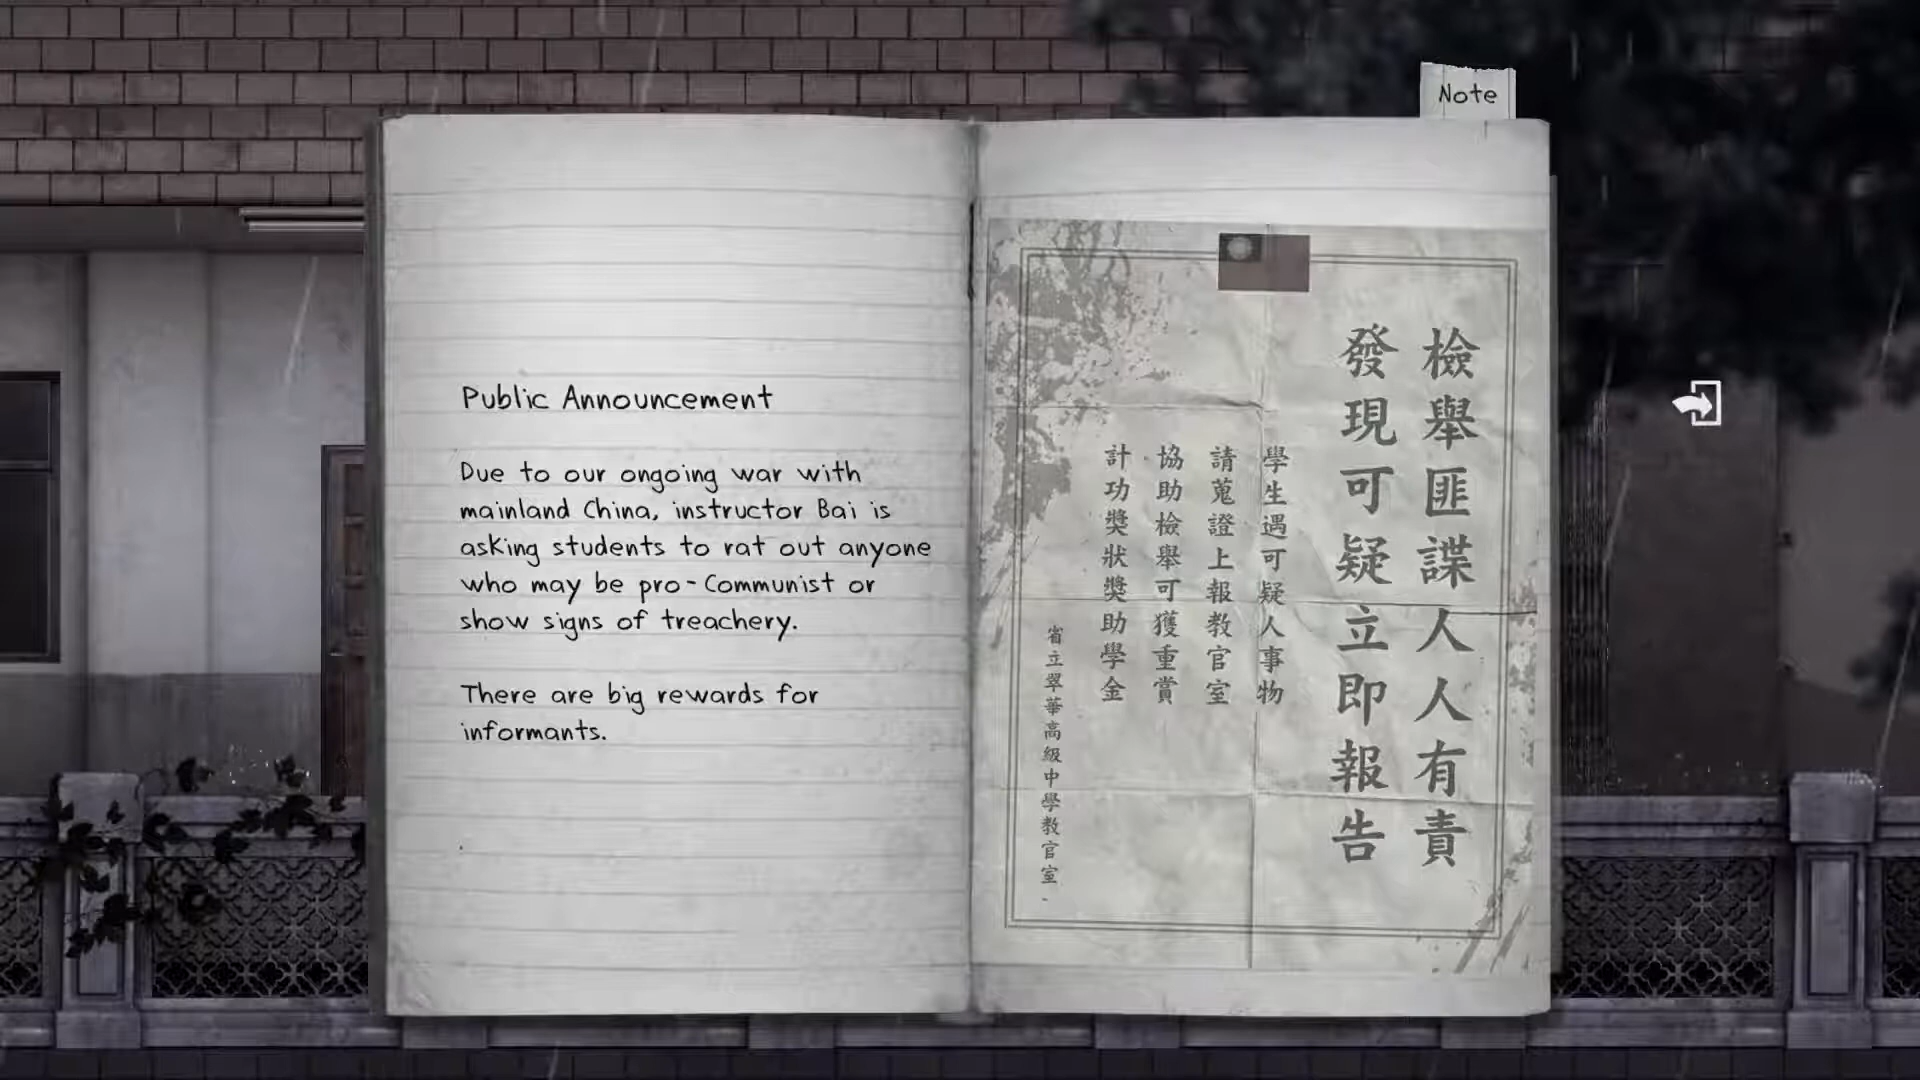 Note
Public Announcement
Due to our ongoing war with
mainland China, instructor Bai is
asking students to rat out anyone
who may be pro-Communist or
show signs of treachery.
There are big rewards for
informants.
檢舉匪諜人人有責
發現可疑立即報告
學生遇可疑人事物
請蒐證上報教官室
協助檢舉可獲重賞
計功獎狀獎助學金
省立翠華高級中學教官室